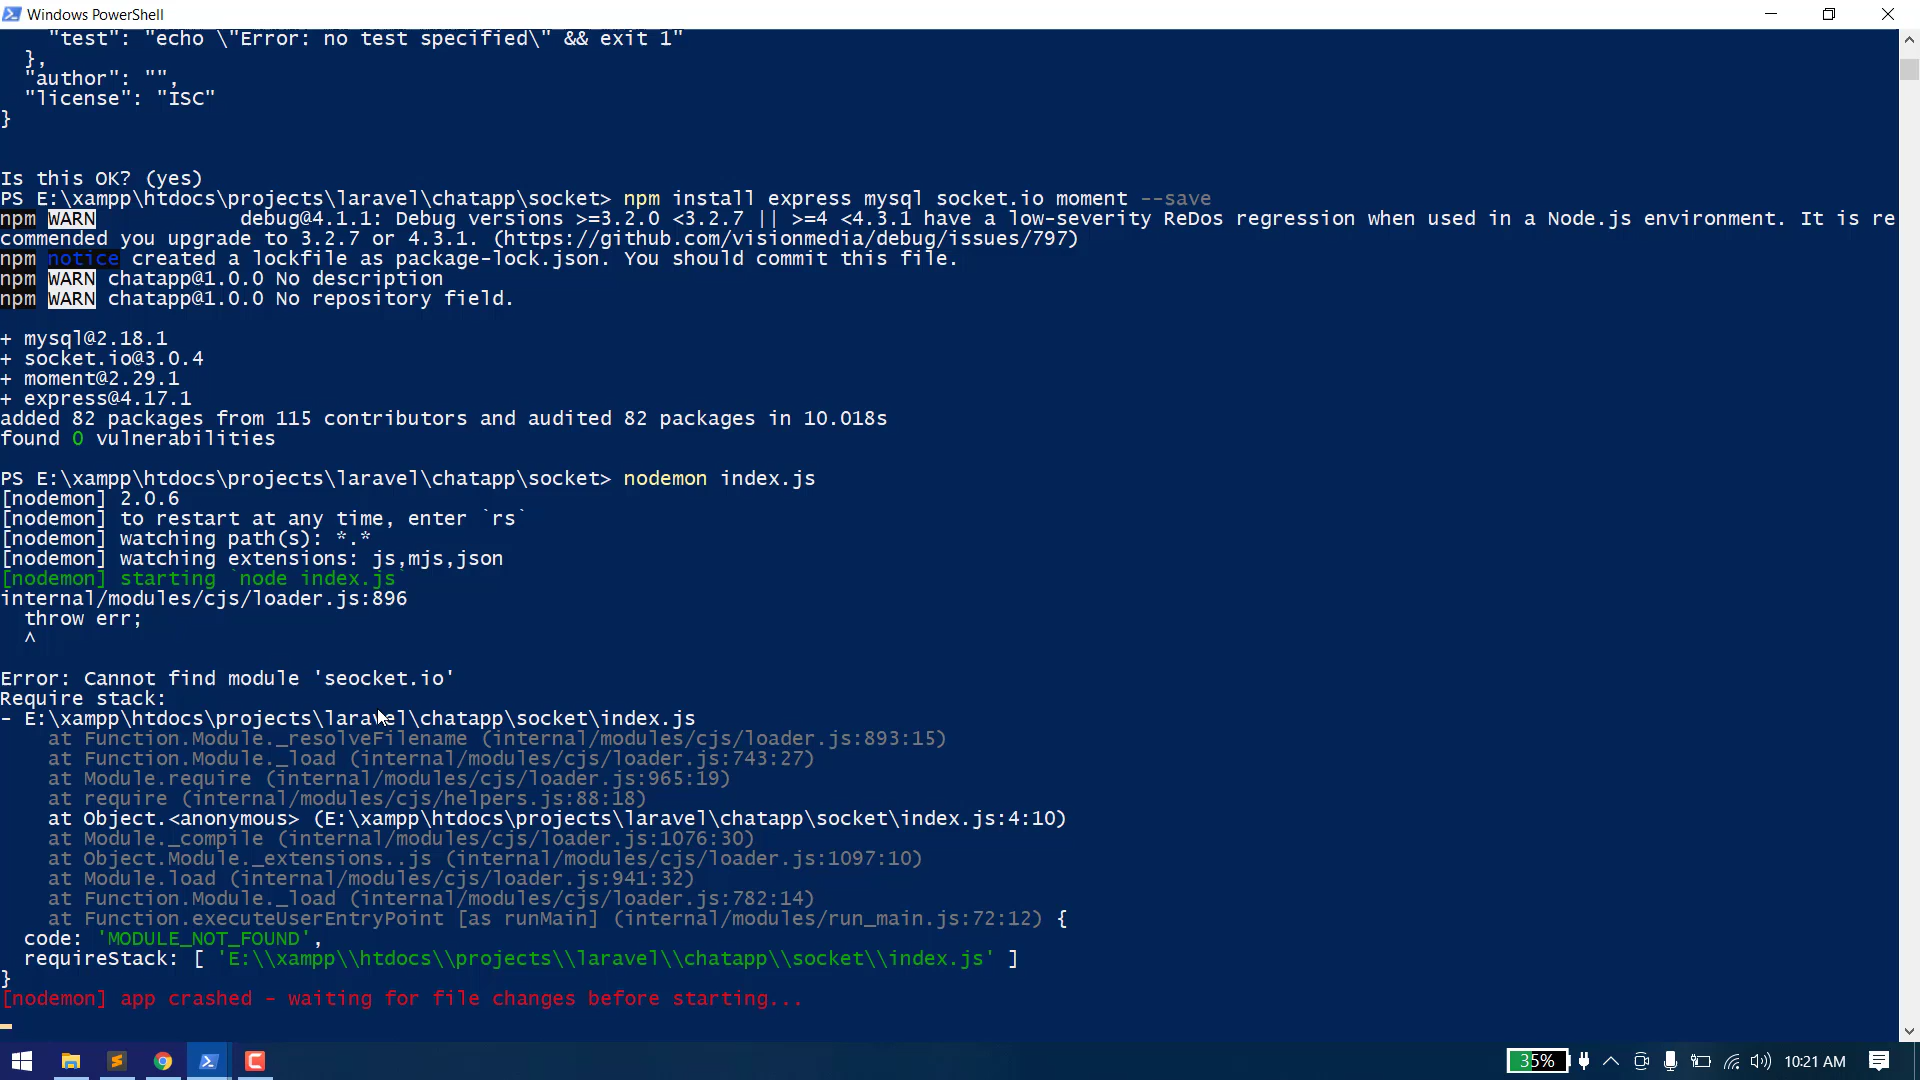 Windows PowerShell
    "test": "echo \"Error: no test specified\" && exit 1"
  },
  "author": "",
  "license": "ISC"
}
Is this OK? (yes)
PS E:\xampp\htdocs\projects\laravel\chatapp\socket> npm install express mysql socket.io moment --save
npm WARN            debug@4.1.1: Debug versions >=3.2.0 <3.2.7 || >=4 <4.3.1 have a low-severity ReDos regression when used in a Node.js environment. It is re
commended you upgrade to 3.2.7 or 4.3.1. (https://github.com/visionmedia/debug/issues/797)
npm notice created a lockfile as package-lock.json. You should commit this file.
npm WARN chatapp@1.0.0 No description
npm WARN chatapp@1.0.0 No repository field.
+ mysql@2.18.1
+ socket.io@3.0.4
+ moment@2.29.1
+ express@4.17.1
added 82 packages from 115 contributors and audited 82 packages in 10.018s
found 0 vulnerabilities
PS E:\xampp\htdocs\projects\laravel\chatapp\socket> nodemon index.js
[nodemon] 2.0.6
[nodemon] to restart at any time, enter `rs`
[nodemon] watching path(s): *.*
[nodemon] watching extensions: js,mjs,json
[nodemon] starting `node index.js`
internal/modules/cjs/loader.js:896
  throw err;
  ^
Error: Cannot find module 'seocket.io'
Require stack:
- E:\xampp\htdocs\projects\laravel\chatapp\socket\index.js
    at Function.Module._resolveFilename (internal/modules/cjs/loader.js:893:15)
    at Function.Module._load (internal/modules/cjs/loader.js:743:27)
    at Module.require (internal/modules/cjs/loader.js:965:19)
    at require (internal/modules/cjs/helpers.js:88:18)
    at Object.<anonymous> (E:\xampp\htdocs\projects\laravel\chatapp\socket\index.js:4:10)
    at Module._compile (internal/modules/cjs/loader.js:1076:30)
    at Object.Module._extensions..js (internal/modules/cjs/loader.js:1097:10)
    at Module.load (internal/modules/cjs/loader.js:941:32)
    at Function.Module._load (internal/modules/cjs/loader.js:782:14)
    at Function.executeUserEntryPoint [as runMain] (internal/modules/run_main.js:72:12) {
  code: 'MODULE_NOT_FOUND',
  requireStack: [ 'E:\\xampp\\htdocs\\projects\\laravel\\chatapp\\socket\\index.js' ]
}
[nodemon] app crashed - waiting for file changes before starting...
35% 10:21 AM